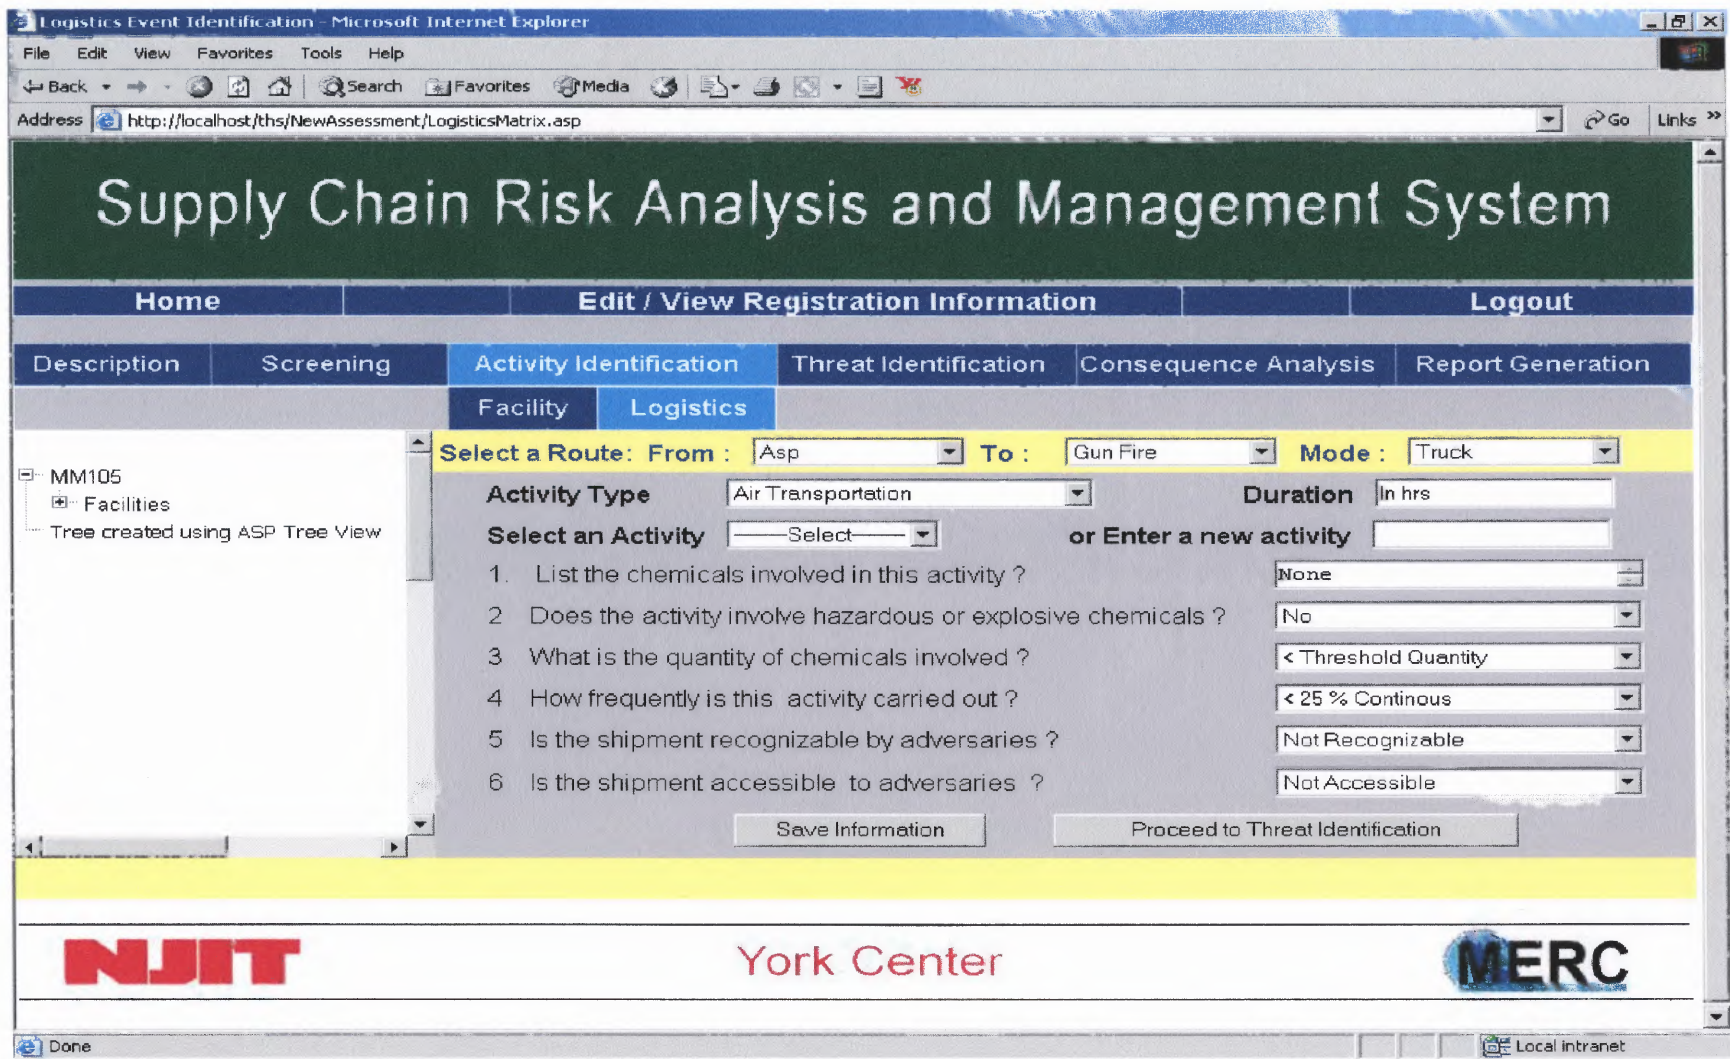 Logistics Event Identification - Microsoft Internet Explorer
File Edit View Favorites Tools Help
Back Search Favorites Media
Address http://localhost/ths/NewAssessment/LogisticsMatrix.asp Go Links »
Supply Chain Risk Analysis and Management System
Home Edit / View Registration Information Logout
Description Screening Activity Identification Threat Identification Consequence Analysis Report Generation
Facility Logistics
Select a Route: From : Asp To : Gun Fire Mode : Truck
MM105
Facilities
Tree created using ASP Tree View
Activity Type Air Transportation Duration In hrs
Select an Activity ------Select------ or Enter a new activity
1. List the chemicals involved in this activity ? None
2 Does the activity involve hazardous or explosive chemicals ? No
3 What is the quantity of chemicals involved ? < Threshold Quantity
4 How frequently is this activity carried out ? < 25 % Continous
5 Is the shipment recognizable by adversaries ? Not Recognizable
6 Is the shipment accessible to adversaries ? Not Accessible
Save Information Proceed to Threat Identification
NJIT York Center MERC
Done Local intranet